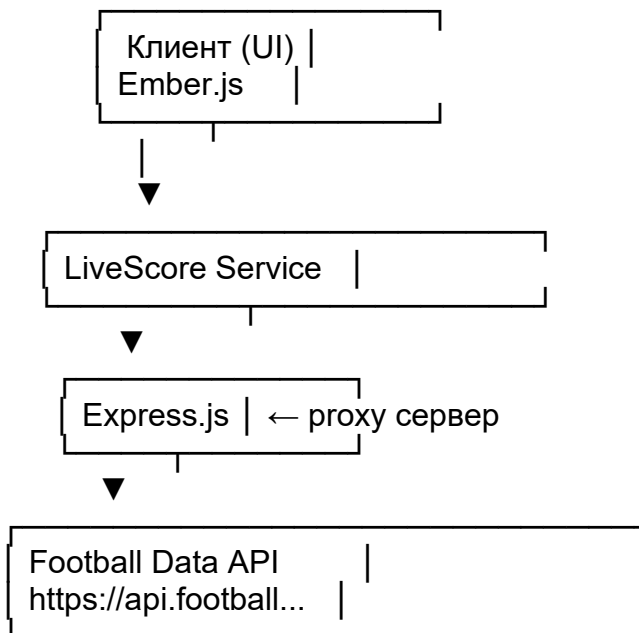 Клиент (UI)
Ember.js
LiveScore Service
Express.js ← proxy сервер
Football Data API
https://api.football...